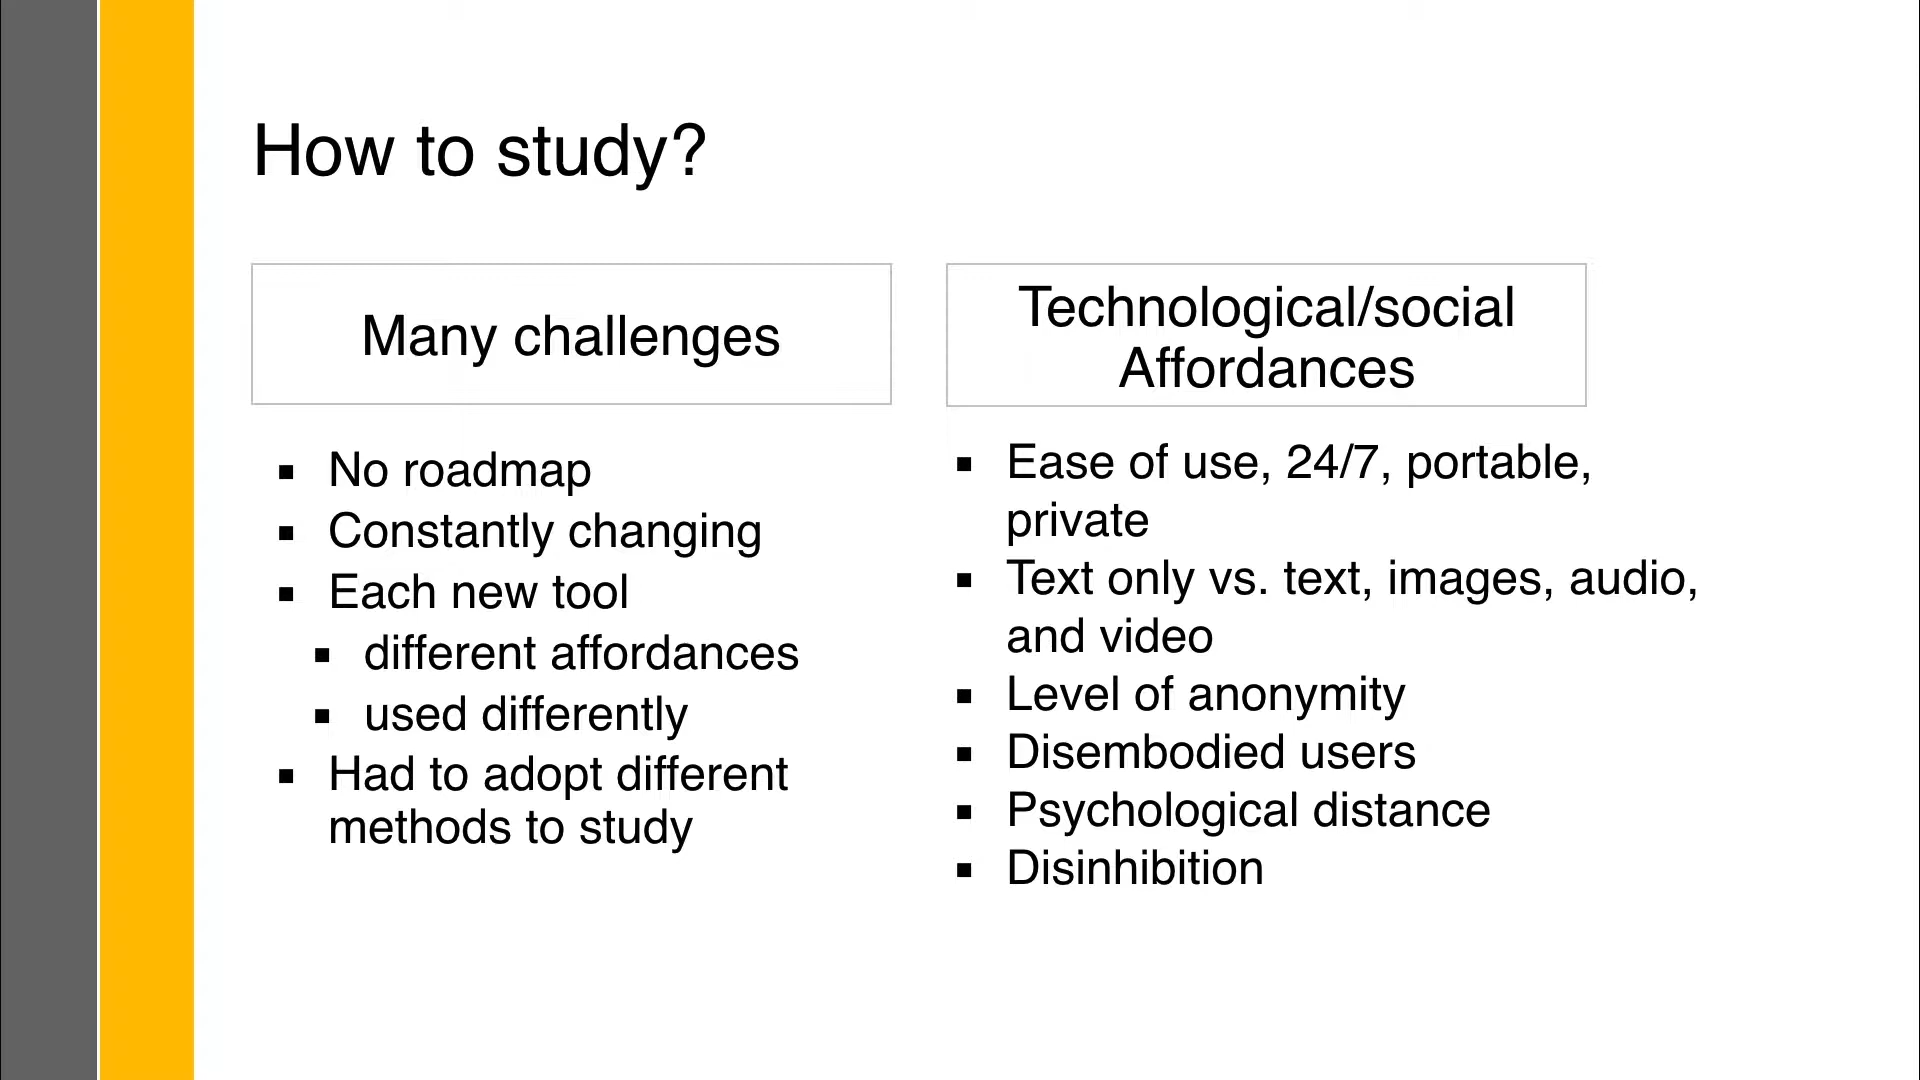 How to study?
Many challenges
▪ No roadmap
▪ Constantly changing
▪ Each new tool
▪ different affordances
▪ used differently
▪ Had to adopt different
methods to study
Technological/social
Affordances
▪ Ease of use, 24/7, portable,
private
▪ Text only vs. text, images, audio,
and video
▪ Level of anonymity
▪ Disembodied users
▪ Psychological distance
▪ Disinhibition